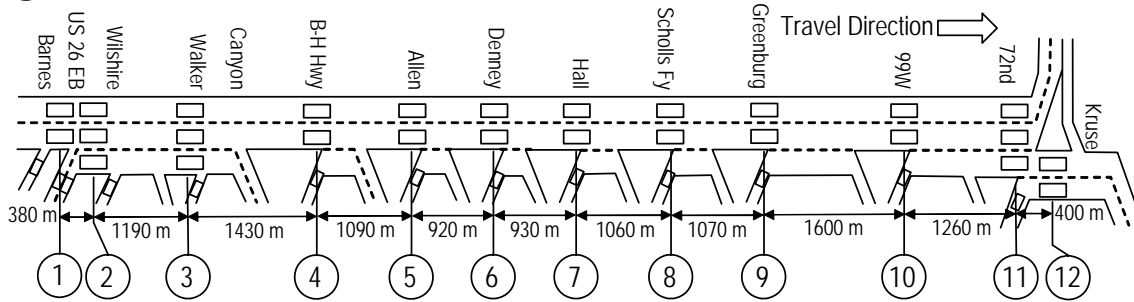 Barnes
US 26 EB
Wilshire
Walker
Canyon
B-H Hwy
Allen
Denney
Hall
Scholls Fy
Greenburg
99W
72nd
Kruse
Travel Direction
380 m
1190 m
1430 m
1090 m
920 m
930 m
1060 m
1070 m
1600 m
1260 m
400 m
1
2
3
4
5
6
7
8
9
10
11
12